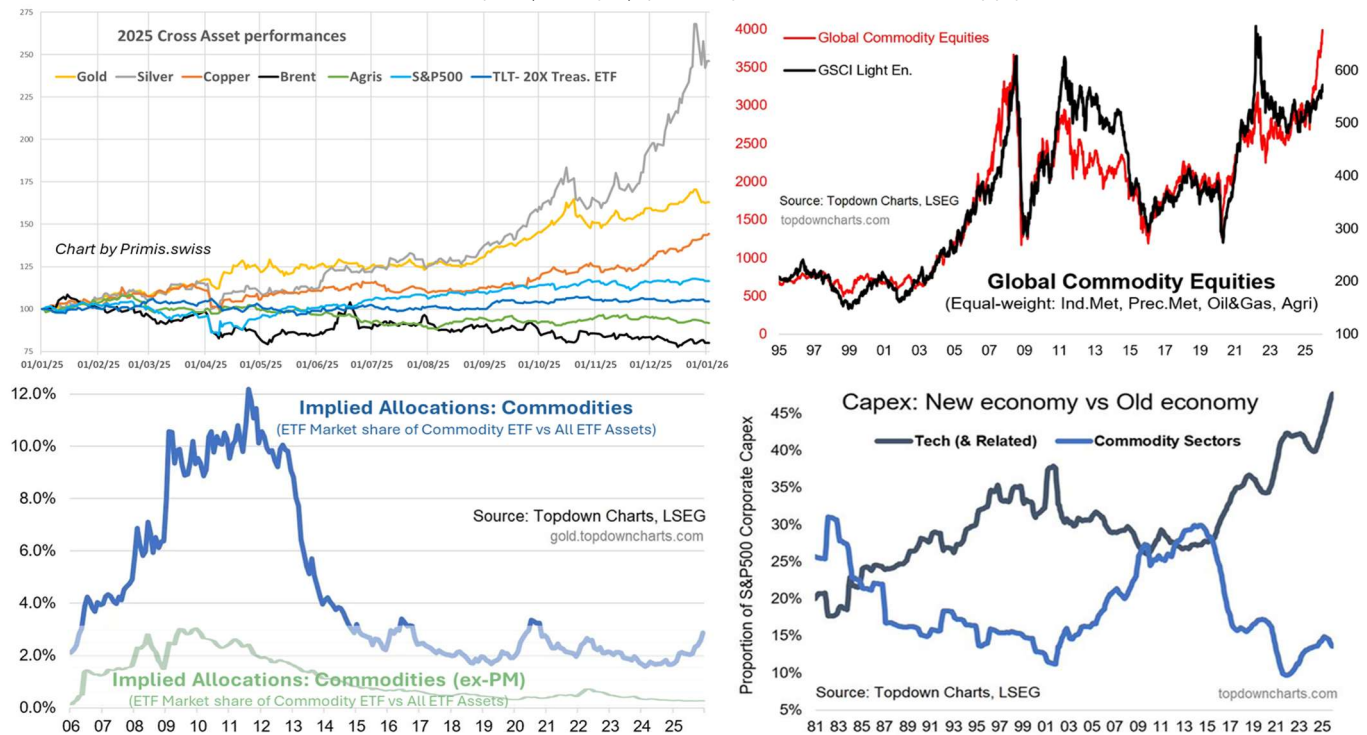 2025 Cross Asset performances
Gold Silver Copper Brent Agris S&P500 TLT- 20X Treas. ETF
275
250
225
200
175
150
125
100
75
Chart by Primis.swiss
01/01/25 01/02/25 01/03/25 01/04/25 01/05/25 01/06/25 01/07/25 01/08/25 01/09/25 01/10/25 01/11/25 01/12/25 01/01/26
Global Commodity Equities
GSCI Light En.
4000
3500
3000
2500
2000
1500
1000
500
0
600
500
400
300
200
100
Source: Topdown Charts, LSEG
topdowncharts.com
Global Commodity Equities
(Equal-weight: Ind.Met, Prec.Met, Oil&Gas, Agri)
95 97 99 01 03 05 07 09 11 13 15 17 19 21 23 25
Implied Allocations: Commodities
(ETF Market share of Commodity ETF vs All ETF Assets)
12.0%
10.0%
8.0%
6.0%
4.0%
2.0%
0.0%
Source: Topdown Charts, LSEG
gold.topdowncharts.com
Implied Allocations: Commodities (ex-PM)
(ETF Market share of Commodity ETF vs All ETF Assets)
06 07 08 09 10 11 12 13 14 15 16 17 18 19 20 21 22 23 24 25
Capex: New economy vs Old economy
Tech (& Related) Commodity Sectors
Proportion of S&P500 Corporate Capex
45%
40%
35%
30%
25%
20%
15%
10%
5%
Source: Topdown Charts, LSEG
topdowncharts.com
81 83 85 87 89 91 93 95 97 99 01 03 05 07 09 11 13 15 17 19 21 23 25